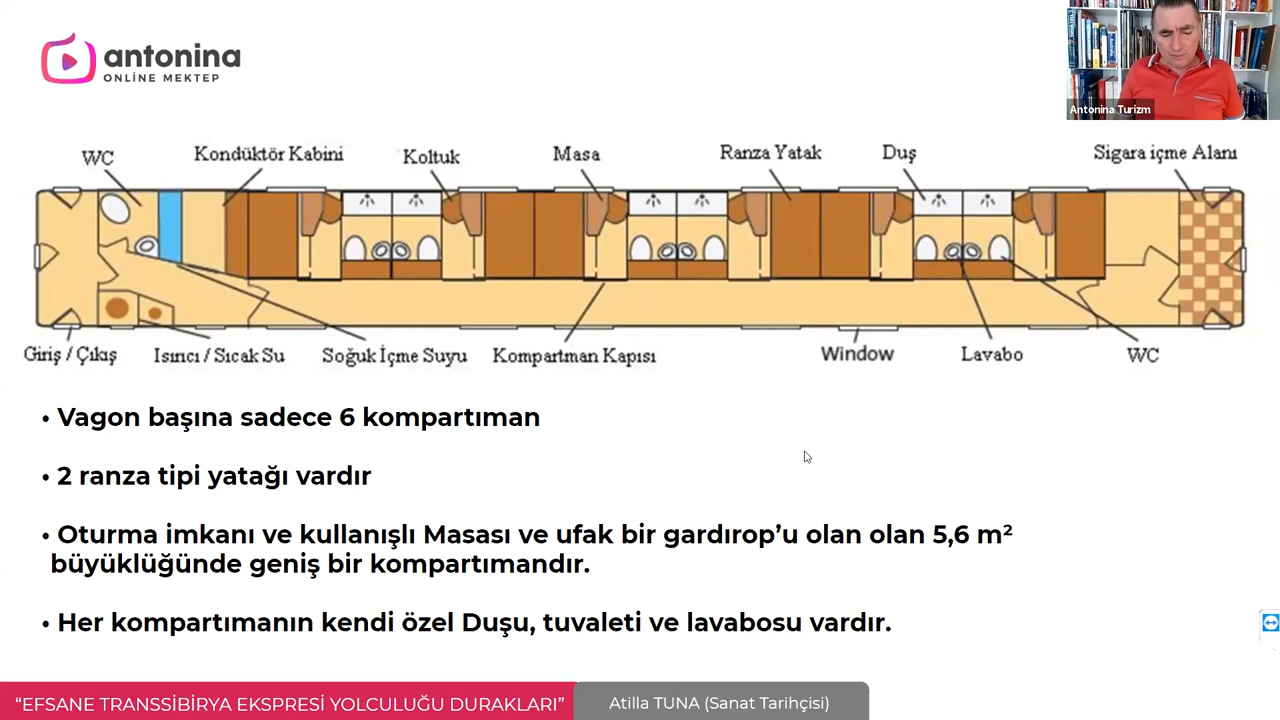 antonina
ONLİNE MEKTEP
Antonina Turizm
WC
Kondüktör Kabini
Koltuk
Masa
Ranza Yatak
Duş
Sigara içme Alanı
Giriş / Çıkış
Isırıcı / Sıcak Su
Soğuk İçme Suyu
Kompartman Kapısı
Window
Lavabo
WC
• Vagon başına sadece 6 kompartıman
• 2 ranza tipi yatağı vardır
• Oturma imkanı ve kullanışlı Masası ve ufak bir gardırop’u olan olan 5,6 m²
büyüklüğünde geniş bir kompartımandır.
• Her kompartımanın kendi özel Duşu, tuvaleti ve lavabosu vardır.
“EFSANE TRANSSİBİRYA EKSPRESİ YOLCULUĞU DURAKLARI”
Atilla TUNA (Sanat Tarihçisi)